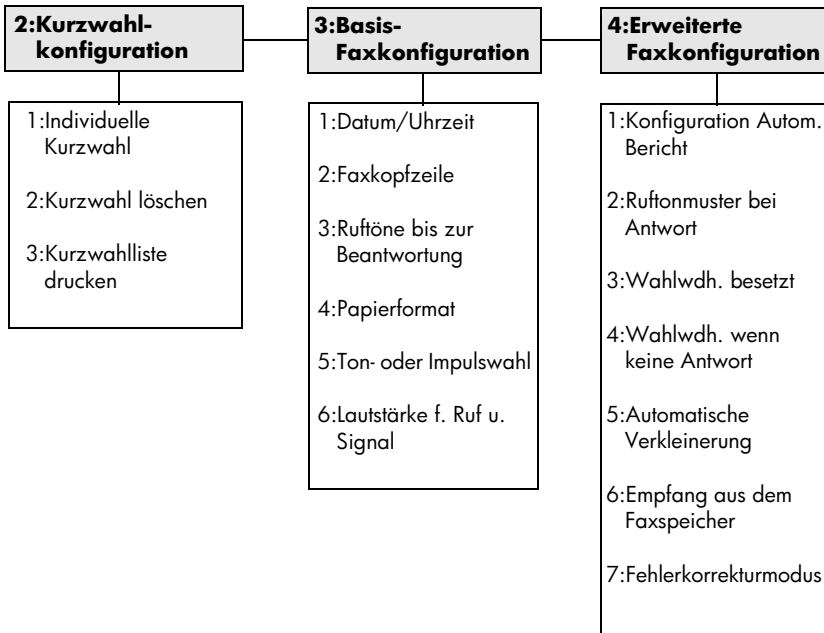 2:Kurzwahl-
konfiguration
1:Individuelle
Kurzwahl
2:Kurzwahl löschen
3:Kurzwahlliste
drucken
3:Basis-
Faxkonfiguration
1:Datum/Uhrzeit
2:Faxkopfzeile
3:Ruftöne bis zur
Beantwortung
4:Papierformat
5:Ton- oder Impulswahl
6:Lautstärke f. Ruf u.
Signal
4:Erweiterte
Faxkonfiguration
1:Konfiguration Autom.
Bericht
2:Ruftonmuster bei
Antwort
3:Wahlwdh. besetzt
4:Wahlwdh. wenn
keine Antwort
5:Automatische
Verkleinerung
6:Empfang aus dem
Faxspeicher
7:Fehlerkorrekturmodus